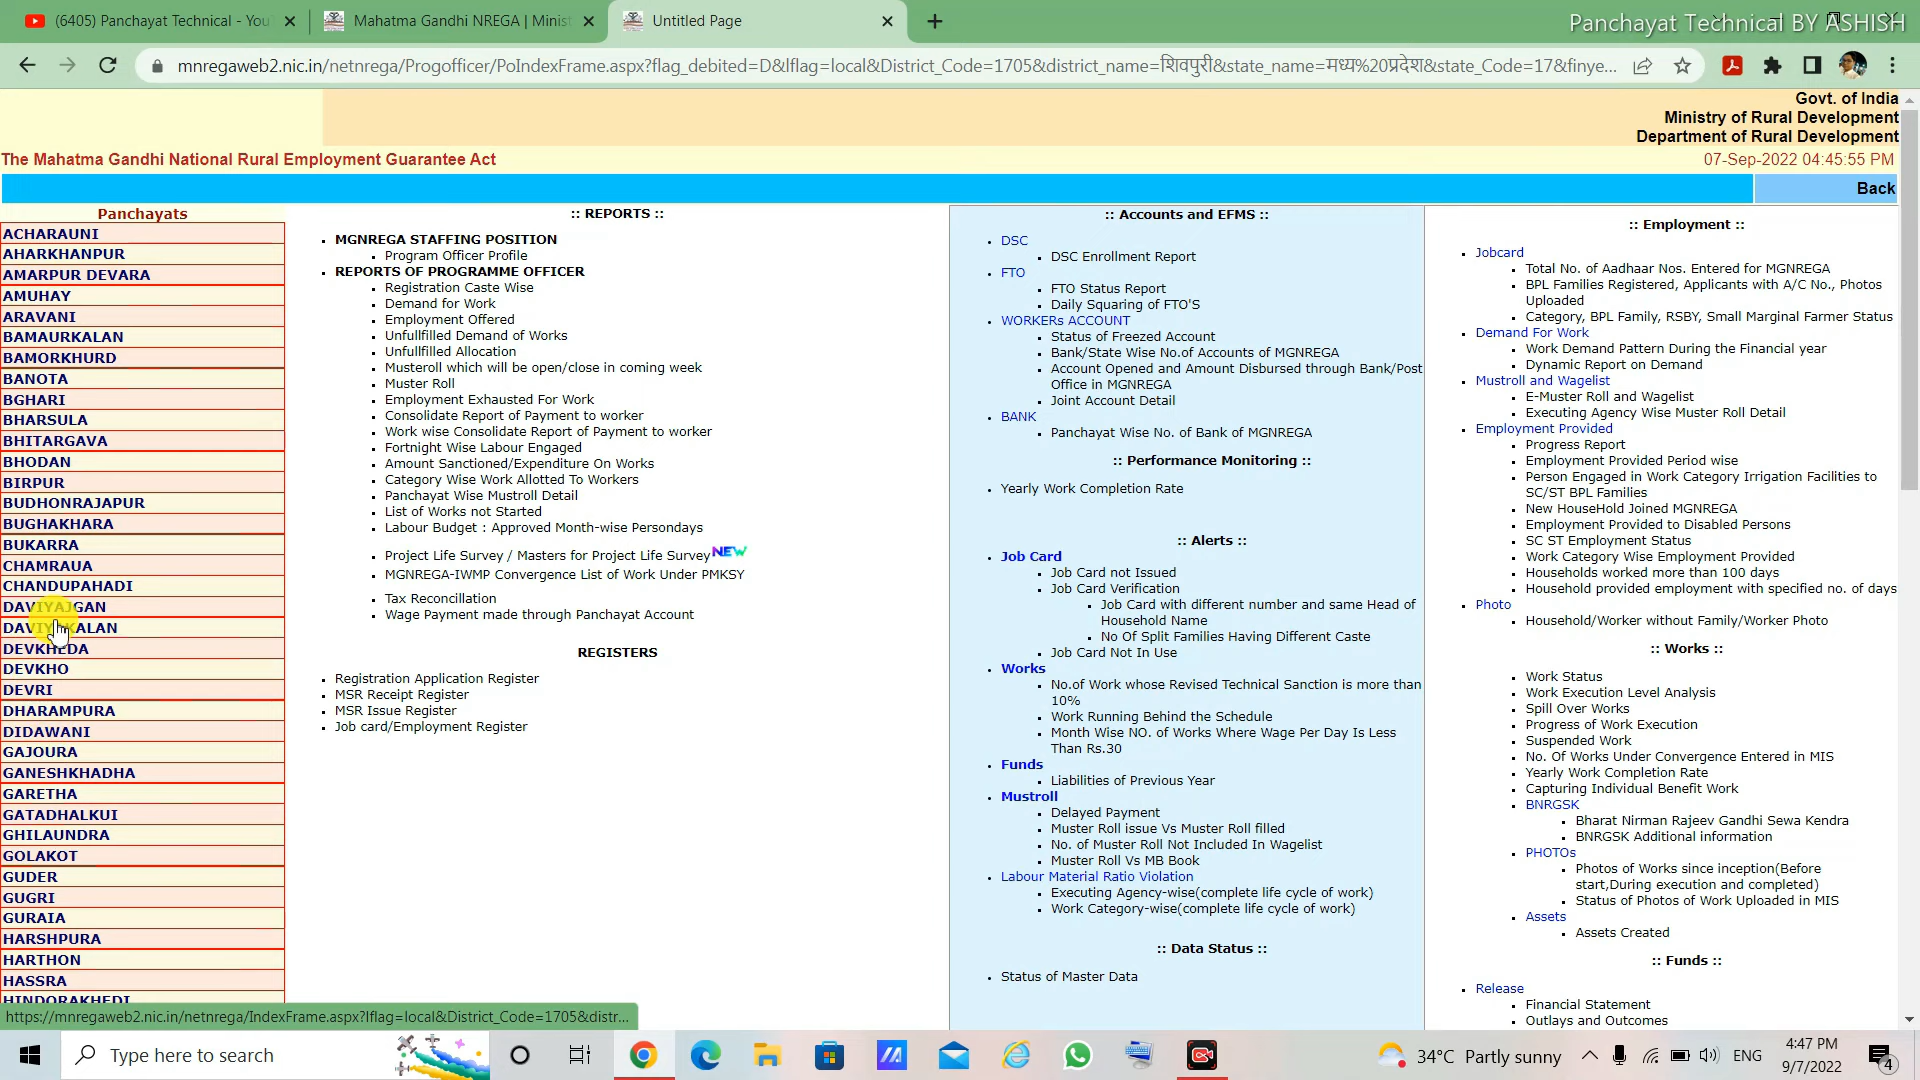 (6405) Panchayat Technical - You
Mahatma Gandhi NREGA | Minist
Untitled Page
Panchayat Technical BY ASHISH
mnregaweb2.nic.in/netnrega/Progofficer/PoIndexFrame.aspx?flag_debited=D&lflag=local&District_Code=1705&district_name=शिवपुरी&state_name=मध्य%20प्रदेश&state_Code=17&finye...
Govt. of India
Ministry of Rural Development
Department of Rural Development
The Mahatma Gandhi National Rural Employment Guarantee Act
07-Sep-2022 04:45:55 PM
Back
Panchayats
ACHARAUNI
AHARKHANPUR
AMARPUR DEVARA
AMUHAY
ARAVANI
BAMAURKALAN
BAMORKHURD
BANOTA
BGHARI
BHARSULA
BHITARGAVA
BHODAN
BIRPUR
BUDHONRAJAPUR
BUGHAKHARA
BUKARRA
CHAMRAUA
CHANDUPAHADI
DAVIYAJGAN
DAVIYAKALAN
DEVKHEDA
DEVKHO
DEVRI
DHARAMPURA
DIDAWANI
GAJOURA
GANESHKHADHA
GARETHA
GATADHALKUI
GHILAUNDRA
GOLAKOT
GUDER
GUGRI
GURAIA
HARSHPURA
HARTHON
HASSRA
HINDORAKHEDI
:: REPORTS ::
MGNREGA STAFFING POSITION
Program Officer Profile
REPORTS OF PROGRAMME OFFICER
Registration Caste Wise
Demand for Work
Employment Offered
Unfullfilled Demand of Works
Unfullfilled Allocation
Musteroll which will be open/close in coming week
Muster Roll
Employment Exhausted For Work
Consolidate Report of Payment to worker
Work wise Consolidate Report of Payment to worker
Fortnight Wise Labour Engaged
Amount Sanctioned/Expenditure On Works
Category Wise Work Allotted To Workers
Panchayat Wise Mustroll Detail
List of Works not Started
Labour Budget : Approved Month-wise Persondays
Project Life Survey / Masters for Project Life Survey NEW
MGNREGA-IWMP Convergence List of Work Under PMKSY
Tax Reconciliation
Wage Payment made through Panchayat Account
REGISTERS
Registration Application Register
MSR Receipt Register
MSR Issue Register
Job card/Employment Register
:: Accounts and EFMS ::
DSC
DSC Enrollment Report
FTO
FTO Status Report
Daily Squaring of FTO'S
WORKERs ACCOUNT
Status of Freezed Account
Bank/State Wise No.of Accounts of MGNREGA
Account Opened and Amount Disbursed through Bank/Post
Office in MGNREGA
Joint Account Detail
BANK
Panchayat Wise No. of Bank of MGNREGA
:: Performance Monitoring ::
Yearly Work Completion Rate
:: Alerts ::
Job Card
Job Card not Issued
Job Card Verification
Job Card with different number and same Head of
Household Name
No Of Split Families Having Different Caste
Job Card Not In Use
Works
No.of Work whose Revised Technical Sanction is more than
10%
Work Running Behind the Schedule
Month Wise NO. of Works Where Wage Per Day Is Less
Than Rs.30
Funds
Liabilities of Previous Year
Mustroll
Delayed Payment
Muster Roll issue Vs Muster Roll filled
No. of Muster Roll Not Included In Wagelist
Muster Roll Vs MB Book
Labour Material Ratio Violation
Executing Agency-wise(complete life cycle of work)
Work Category-wise(complete life cycle of work)
:: Data Status ::
Status of Master Data
:: Employment ::
Jobcard
Total No. of Aadhaar Nos. Entered for MGNREGA
BPL Families Registered, Applicants with A/C No., Photos
Uploaded
Category, BPL Family, RSBY, Small Marginal Farmer Status
Demand For Work
Work Demand Pattern During the Financial year
Dynamic Report on Demand
Mustroll and Wagelist
E-Muster Roll and Wagelist
Executing Agency Wise Muster Roll Detail
Employment Provided
Progress Report
Employment Provided Period wise
Person Engaged in Work Category Irrigation Facilities to
SC/ST BPL Families
New HouseHold Joined MGNREGA
Employment Provided to Disabled Persons
SC ST Employment Status
Work Category Wise Employment Provided
Households worked more than 100 days
Household provided employment with specified no. of days
Photo
Household/Worker without Family/Worker Photo
:: Works ::
Work Status
Work Execution Level Analysis
Spill Over Works
Progress of Work Execution
Suspended Work
No. Of Works Under Convergence Entered in MIS
Yearly Work Completion Rate
Capturing Individual Benefit Work
BNRGSK
Bharat Nirman Rajeev Gandhi Sewa Kendra
BNRGSK Additional information
PHOTOs
Photos of Works since inception(Before
start,During execution and completed)
Status of Photos of Work Uploaded in MIS
Assets
Assets Created
:: Funds ::
Release
Financial Statement
Outlays and Outcomes
https://mnregaweb2.nic.in/netnrega/IndexFrame.aspx?lflag=local&District_Code=1705&distr...
Type here to search
34°C Partly sunny
ENG
4:47 PM
9/7/2022
4